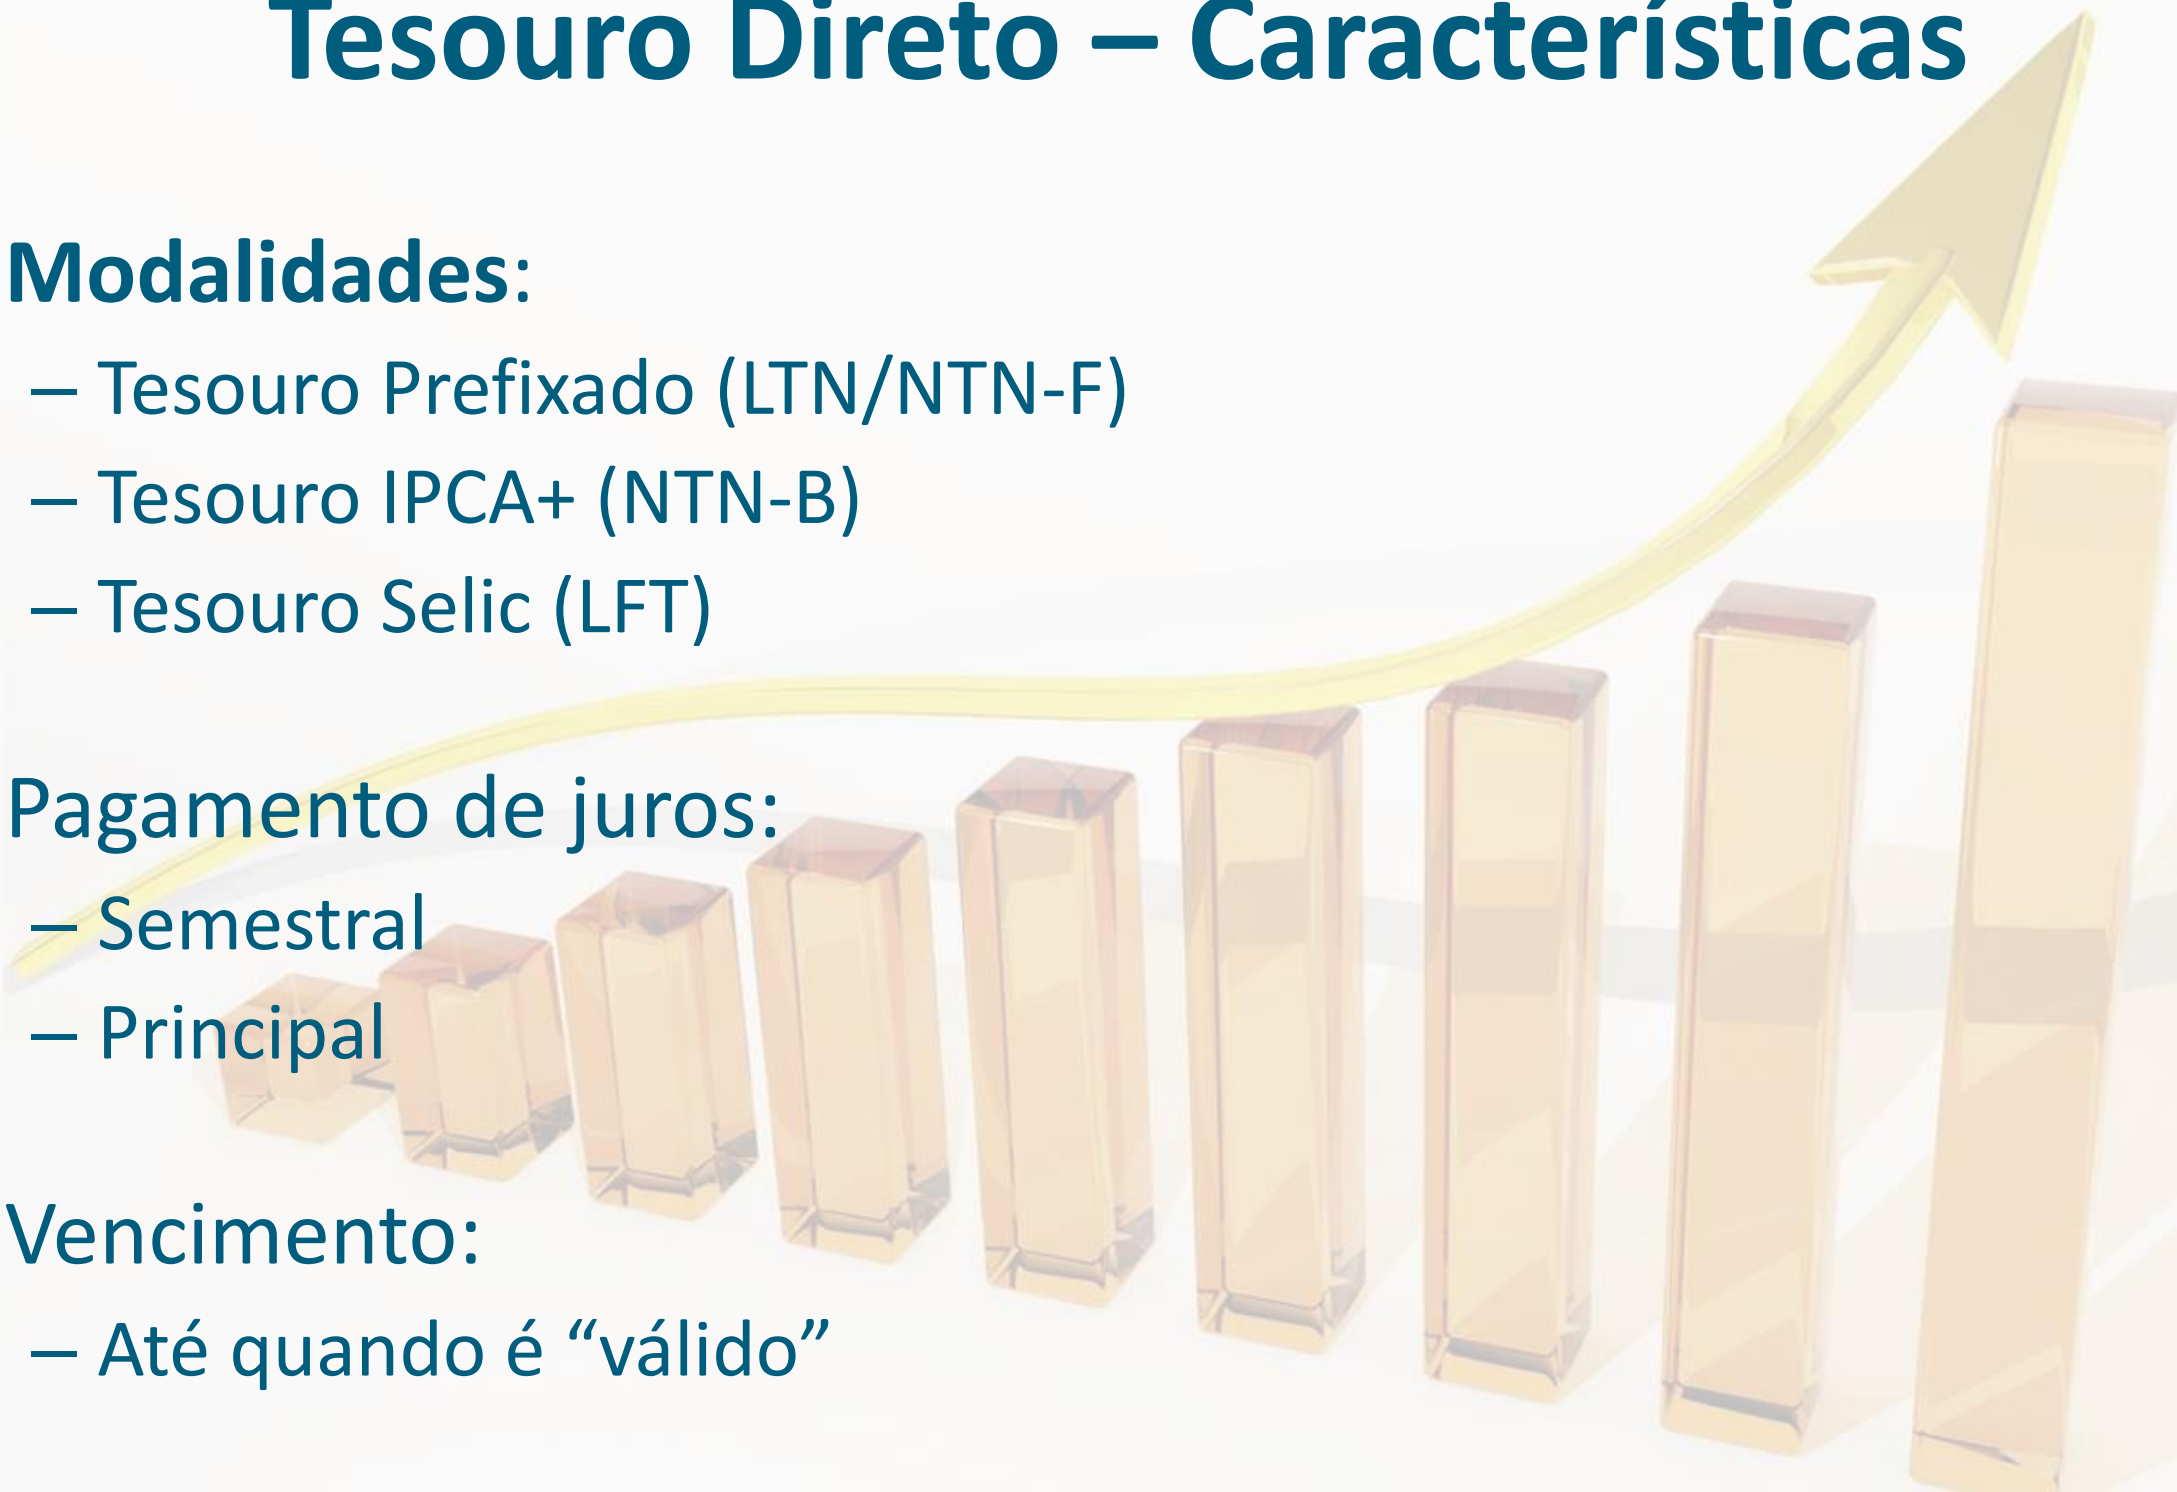 Tesouro Direto – Características
Modalidades:
– Tesouro Prefixado (LTN/NTN-F)
– Tesouro IPCA+ (NTN-B)
– Tesouro Selic (LFT)
Pagamento de juros:
– Semestral
– Principal
Vencimento:
– Até quando é “válido”